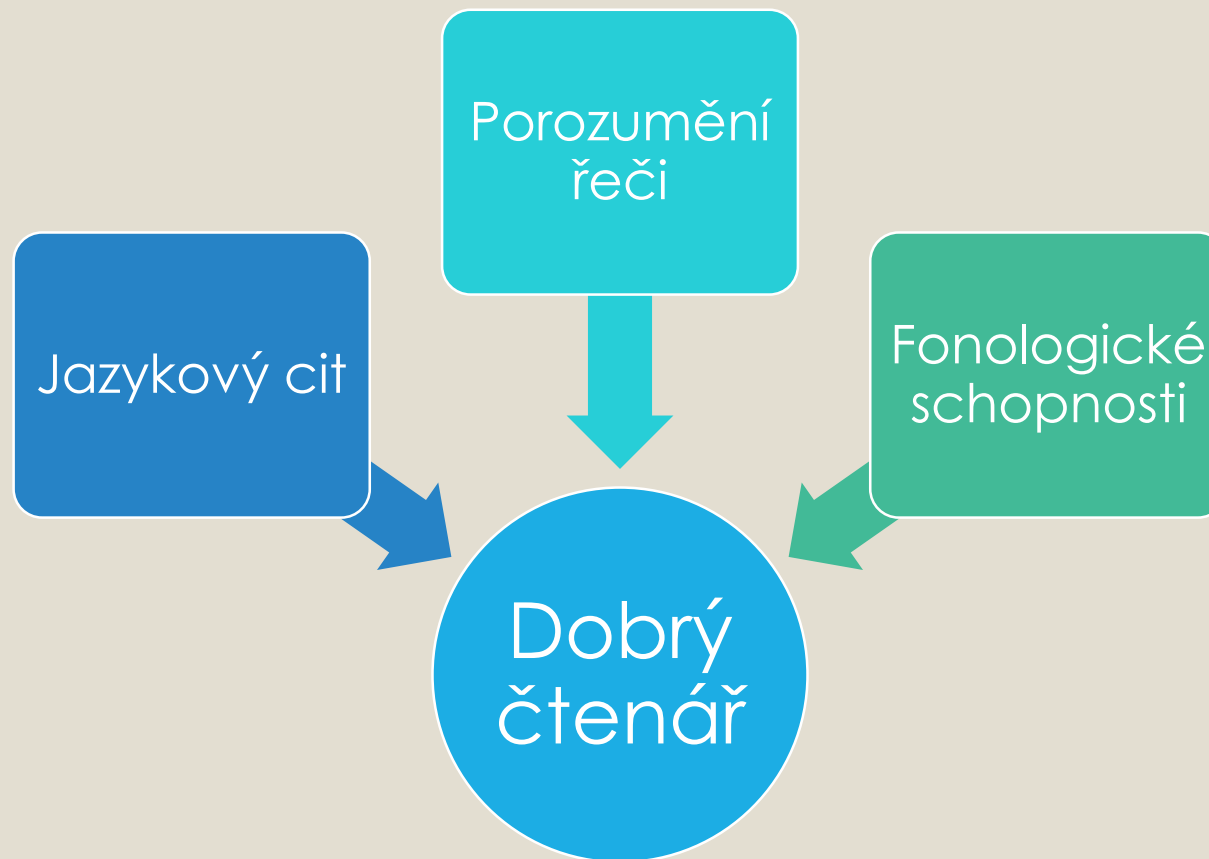 Porozumění
řeči
Jazykový cit
Fonologické
schopnosti
Dobrý
čtenář